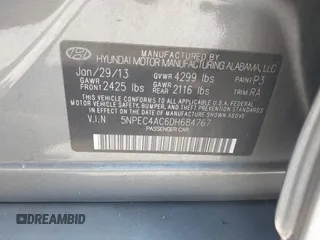 MANUFACTURED BY
HYUNDAI MOTOR MANUFACTURING ALABAMA, LLC
Jan/29/13 GVWR 4299 lbs PAINT P3
GAWR FRONT 2425 lbs GAWR REAR 2116 lbs TRIM RA
THIS VEHICLE CONFORMS TO ALL APPLICABLE FEDERAL
MOTOR VEHICLE SAFETY, BUMPER, AND THEFT PREVENTION
STANDARDS IN EFFECT ON THE DATE OF MANUFACTURE
SHOWN ABOVE.
V.I.N 5NPEC4AC6DH684767
PASSENGER CAR
DREAMBID